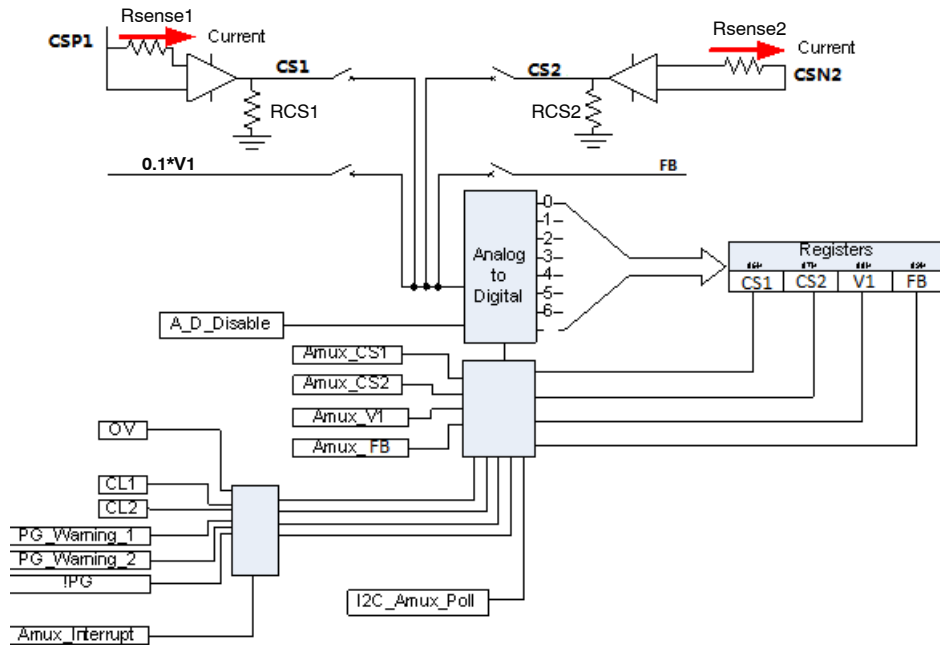 Rsense1
CSP1
Current
CS1
RCS1
Rsense2
Current
CS2
CSN2
RCS2
0.1*V1
FB
Analog
to
Digital
0
1
2
3
4
5
6
Registers
CS1 CS2 V1 FB
A_D_Disable
Amux_CS1
Amux_CS2
Amux_V1
Amux_FB
OV
CL1
CL2
PG_Warning_1
PG_Warning_2
!PG
I2C_Amux_Poll
Amux_Interrupt